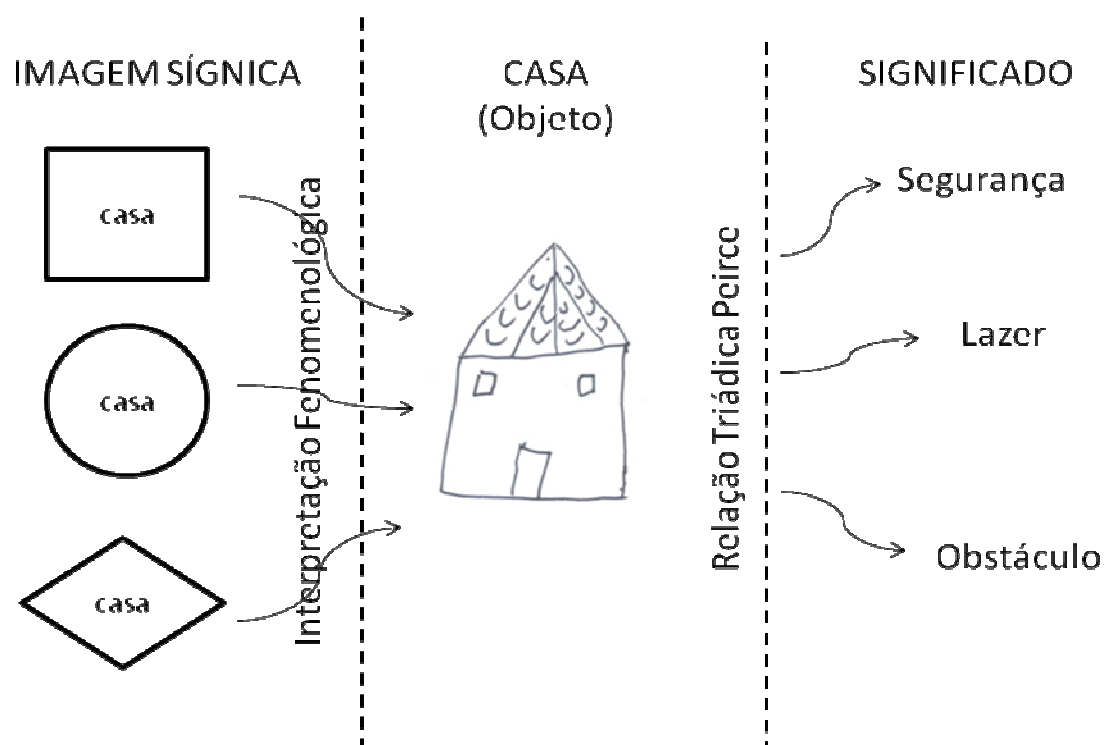 IMAGEM SÍGNICA
casa
casa
casa
Interpretação Fenomenológica
CASA
(Objeto)
Relação Triádica Peirce
SIGNIFICADO
Segurança
Lazer
Obstáculo